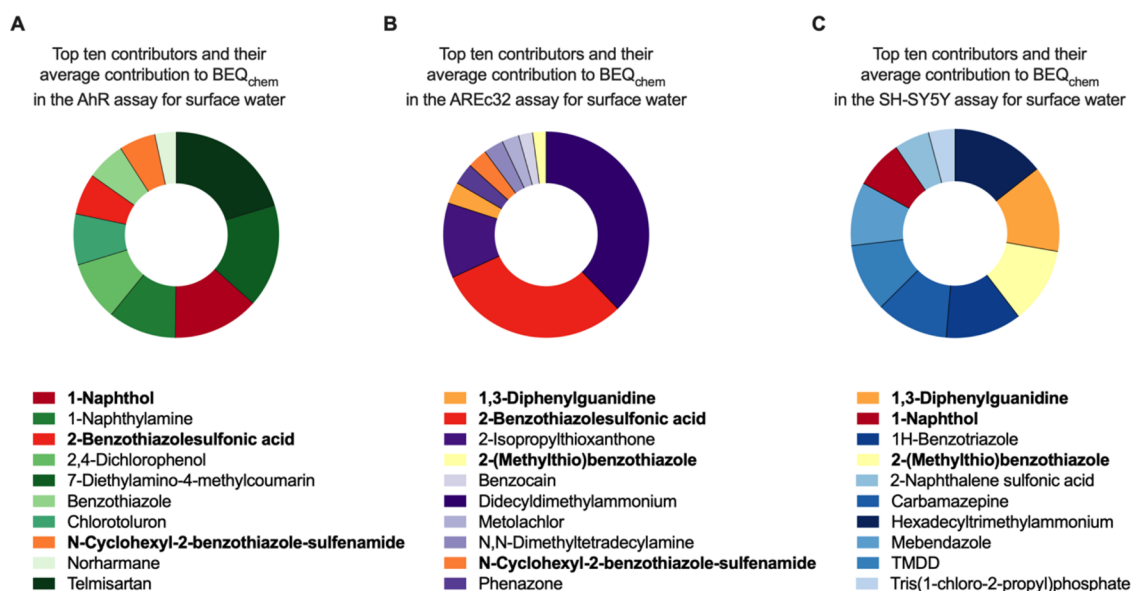 A
Top ten contributors and their
average contribution to BEQchem
in the AhR assay for surface water
1-Naphthol
1-Naphthylamine
2-Benzothiazolesulfonic acid
2,4-Dichlorophenol
7-Diethylamino-4-methylcoumarin
Benzothiazole
Chlorotoluron
N-Cyclohexyl-2-benzothiazole-sulfenamide
Norharmane
Telmisartan
B
Top ten contributors and their
average contribution to BEQchem
in the AREc32 assay for surface water
1,3-Diphenylguanidine
2-Benzothiazolesulfonic acid
2-Isopropylthioxanthone
2-(Methylthio)benzothiazole
Benzocain
Didecyldimethylammonium
Metolachlor
N,N-Dimethyltetradecylamine
N-Cyclohexyl-2-benzothiazole-sulfenamide
Phenazone
C
Top ten contributors and their
average contribution to BEQchem
in the SH-SY5Y assay for surface water
1,3-Diphenylguanidine
1-Naphthol
1H-Benzotriazole
2-(Methylthio)benzothiazole
2-Naphthalene sulfonic acid
Carbamazepine
Hexadecyltrimethylammonium
Mebendazole
TMDD
Tris(1-chloro-2-propyl)phosphate